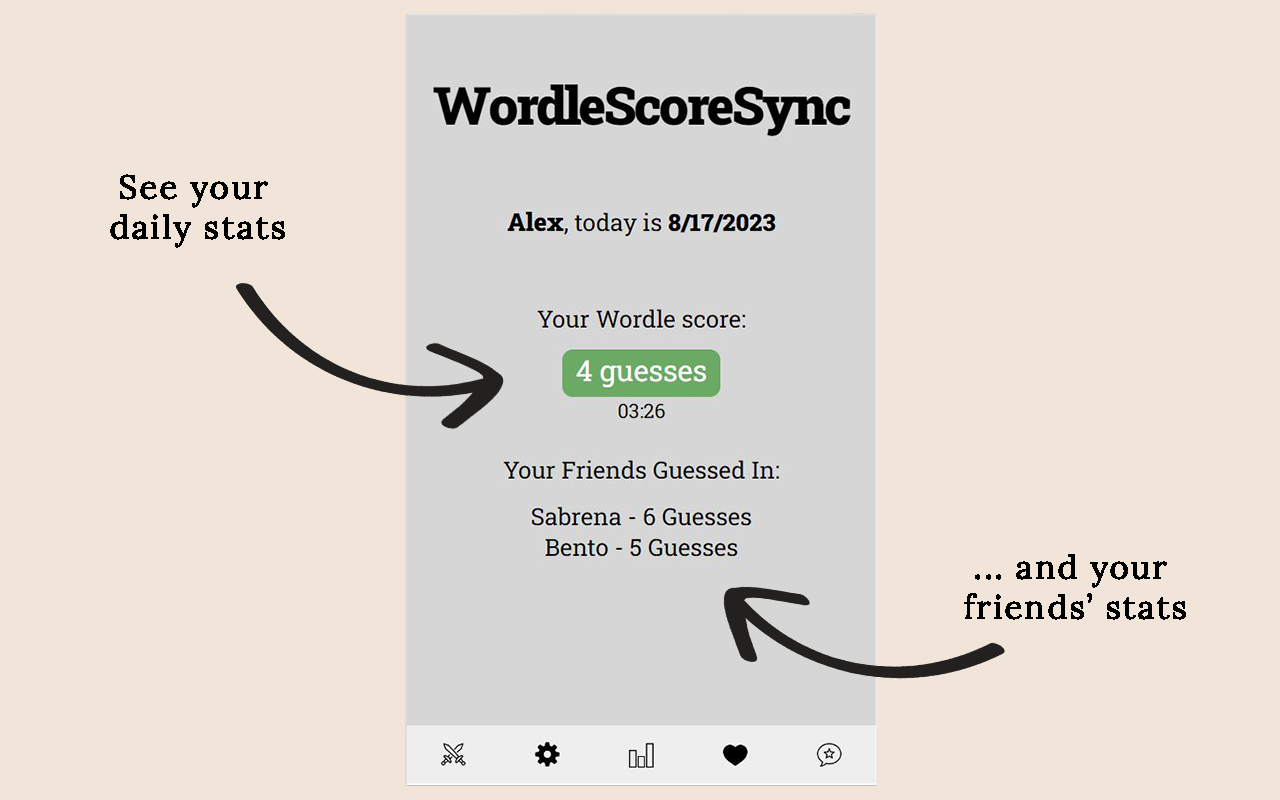 WordleScoreSync
See your
daily stats
Alex, today is 8/17/2023
Your Wordle score:
4 guesses
03:26
Your Friends Guessed In:
Sabrena - 6 Guesses
Bento - 5 Guesses
... and your
friends’ stats